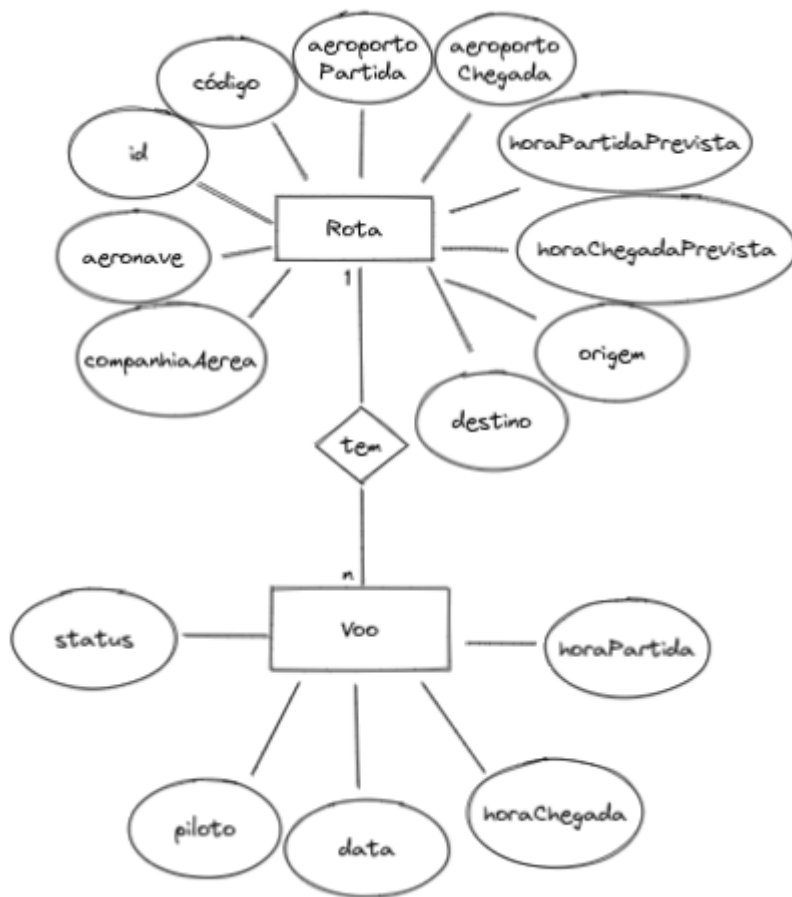 aeroporto
Partida
aeroporto
Chegada
código
horaPartidaPrevista
id
Rota
horaChegadaPrevista
aeronave
1
companhiaAerea
origem
destino
tem
n
Voo
status
horaPartida
horaChegada
piloto
data